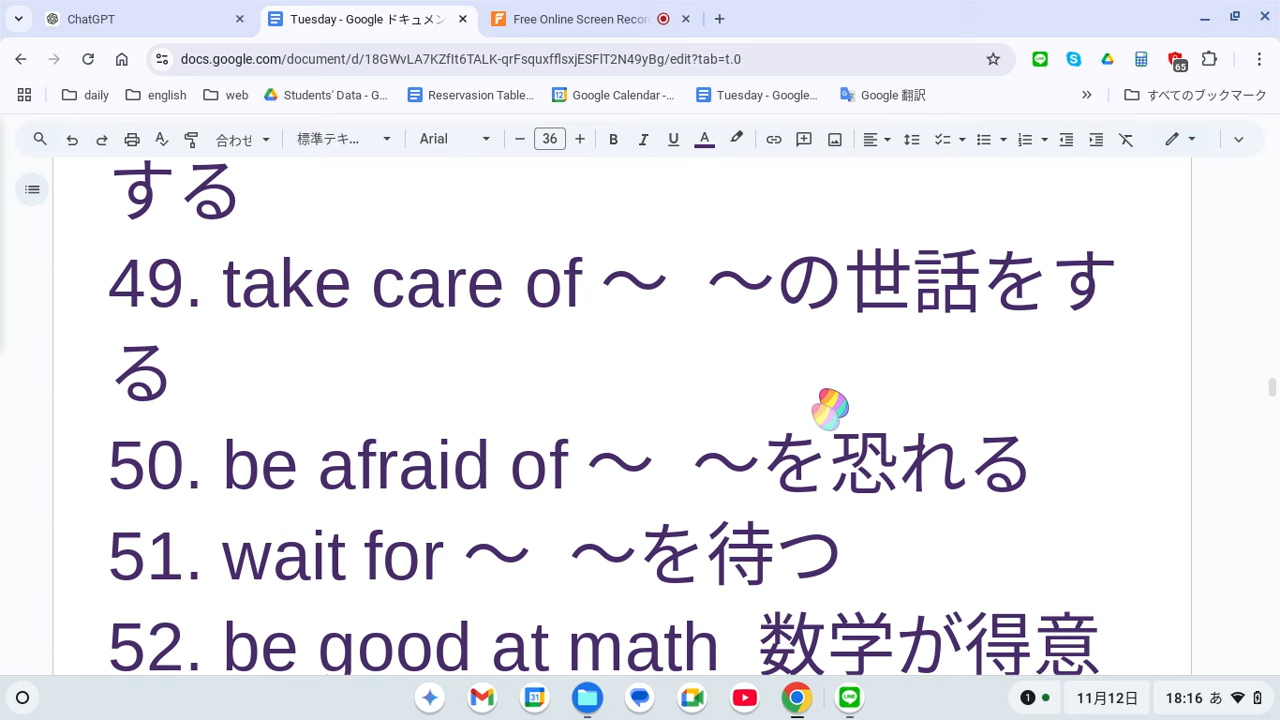 ChatGPT
Tuesday - Google ドキュメン
Free Online Screen Recor
docs.google.com
/edit?tab=t.0
65
daily
english
web
Students' Data - G...
Reservasion Table...
Google Calendar -...
Tuesday - Google...
Google 翻訳
すべてのブックマーク
合わせ
標準テキ...
Arial
36
する
49. take care of ～ ～の世話をす
る
50. be afraid of ～ ～を恐れる
51. wait for ～ ～を待つ
52. be good at math 数学が得意
31
1
11月12日
18:16 あ